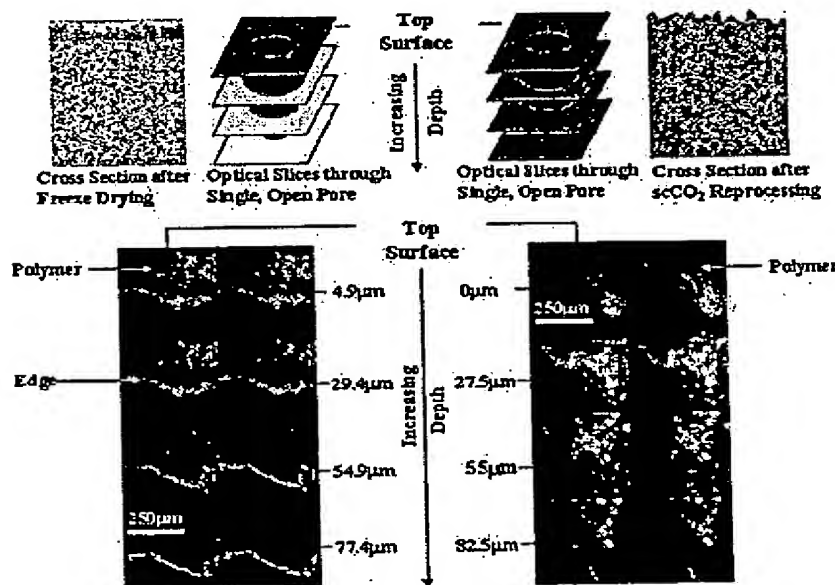 Top
Surface
Increasing
Depth
Cross Section after
Freeze Drying
Optical Slices through
Single, Open Pore
Optical Slices through
Single, Open Pore
Cross Section after
scCO₂ Reprocessing
Top
Surface
Polymer
Edge
4.9μm
29.4μm
54.9μm
77.4μm
250μm
Increasing
Depth
Polymer
0μm
27.5μm
55μm
82.5μm
250μm